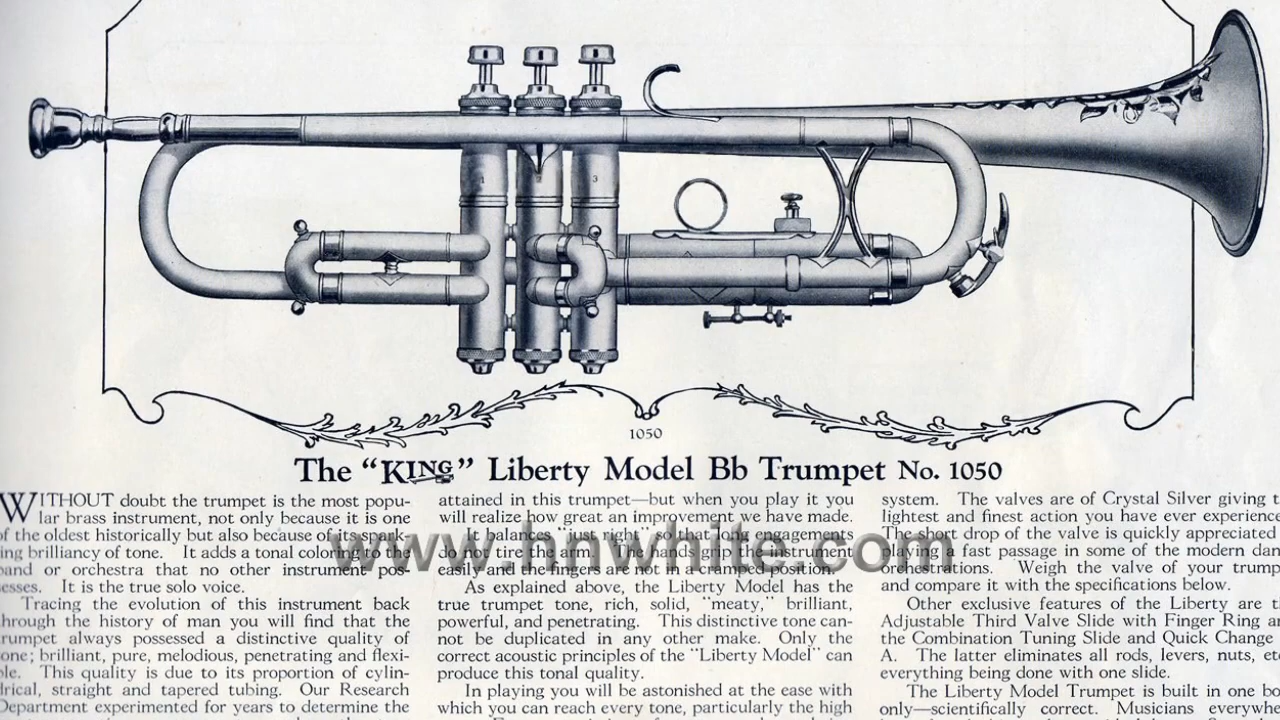 1
3
1050
The "KING" Liberty Model Bb Trumpet No. 1050
WITHOUT doubt the trumpet is the most popu-
lar brass instrument, not only because it is one
of the oldest historically but also because of its spark-
ling brilliancy of tone. It adds a tonal coloring to the
band or orchestra that no other instrument pos-
sesses. It is the true solo voice.
Tracing the evolution of this instrument back
through the history of man you will find that the
trumpet always possessed a distinctive quality of
tone; brilliant, pure, melodious, penetrating and flexi-
ble. This quality is due to its proportion of cylin-
drical, straight and tapered tubing. Our Research
Department experimented for years to determine the
attained in this trumpet—but when you play it you
will realize how great an improvement we have made.
The balance is right, so that long engagements
do not tire the arm. The hands grip the instrument
easily and the fingers are set in a natural position.
As explained above, the Liberty Model has the
true trumpet tone, rich, solid, "meaty," brilliant,
powerful, and penetrating. This distinctive tone can-
not be duplicated in any other make. Only the
correct acoustic principles of the "Liberty Model" can
produce this tonal quality.
In playing you will be astonished at the ease with
which you can reach every tone, particularly the high
system. The valves are of Crystal Silver giving
lightest and finest action you have ever
The short drop of the valve is quickly appreciated
playing a fast passage in some of the modern
orchestrations. Weigh the valve of your
and compare it with the specifications below.
Other exclusive features of the Liberty are
Adjustable Third Valve Slide with Finger Ring
the Combination Tuning Slide and Quick Change
A. The latter eliminates all rods, levers, nuts,
everything being done with one slide.
The Liberty Model Trumpet is built in one
only—scientifically correct. Musicians
www.hnwhite.com